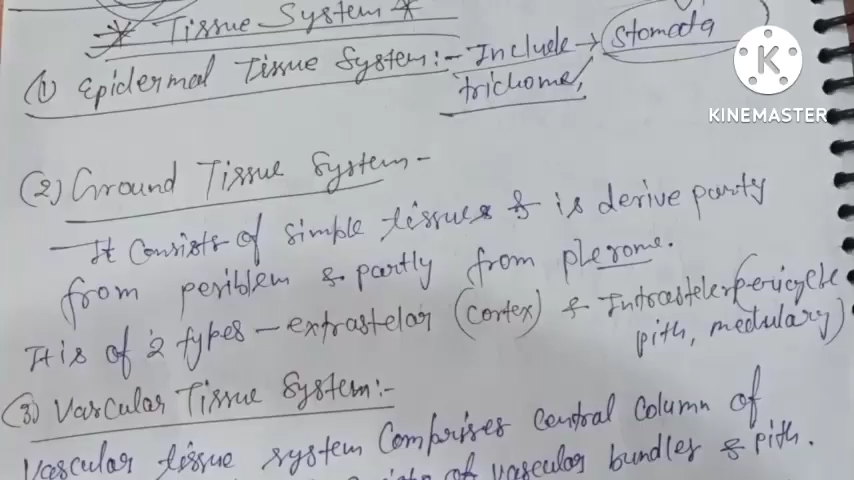 * Tissue System *
(1) Epidermal Tissue System:- Include → Stomata
trichome,
(2) Ground Tissue System -
- It consists of simple tissues & is derive party
from periblem & partly from plerome.
It is of 2 types - extrastelar (Cortex) & Intrastelar (Pericycle
pith, medulary)
(3) Vascular Tissue System:-
Vascular tissue system comprises central column of
of vascular bundles & pith.
K
KINEMASTER